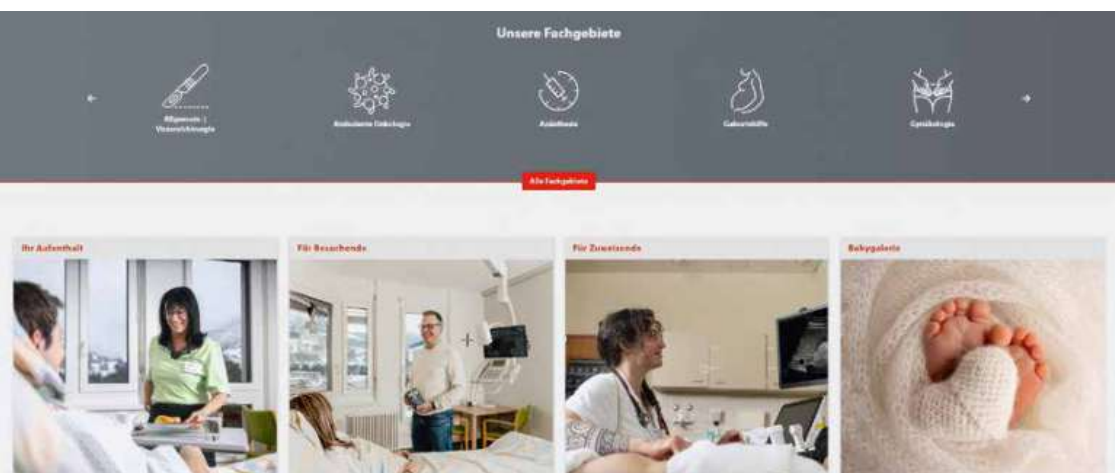 Unsere Fachgebiete
Allgemein- |
Viszeralchirurgie
Ambulante Onkologie
Anästhesie
Geburtshilfe
Gynäkologie
Alle Fachgebiete
Ihr Aufenthalt
Für Besuchende
Für Zuweisende
Babygalerie